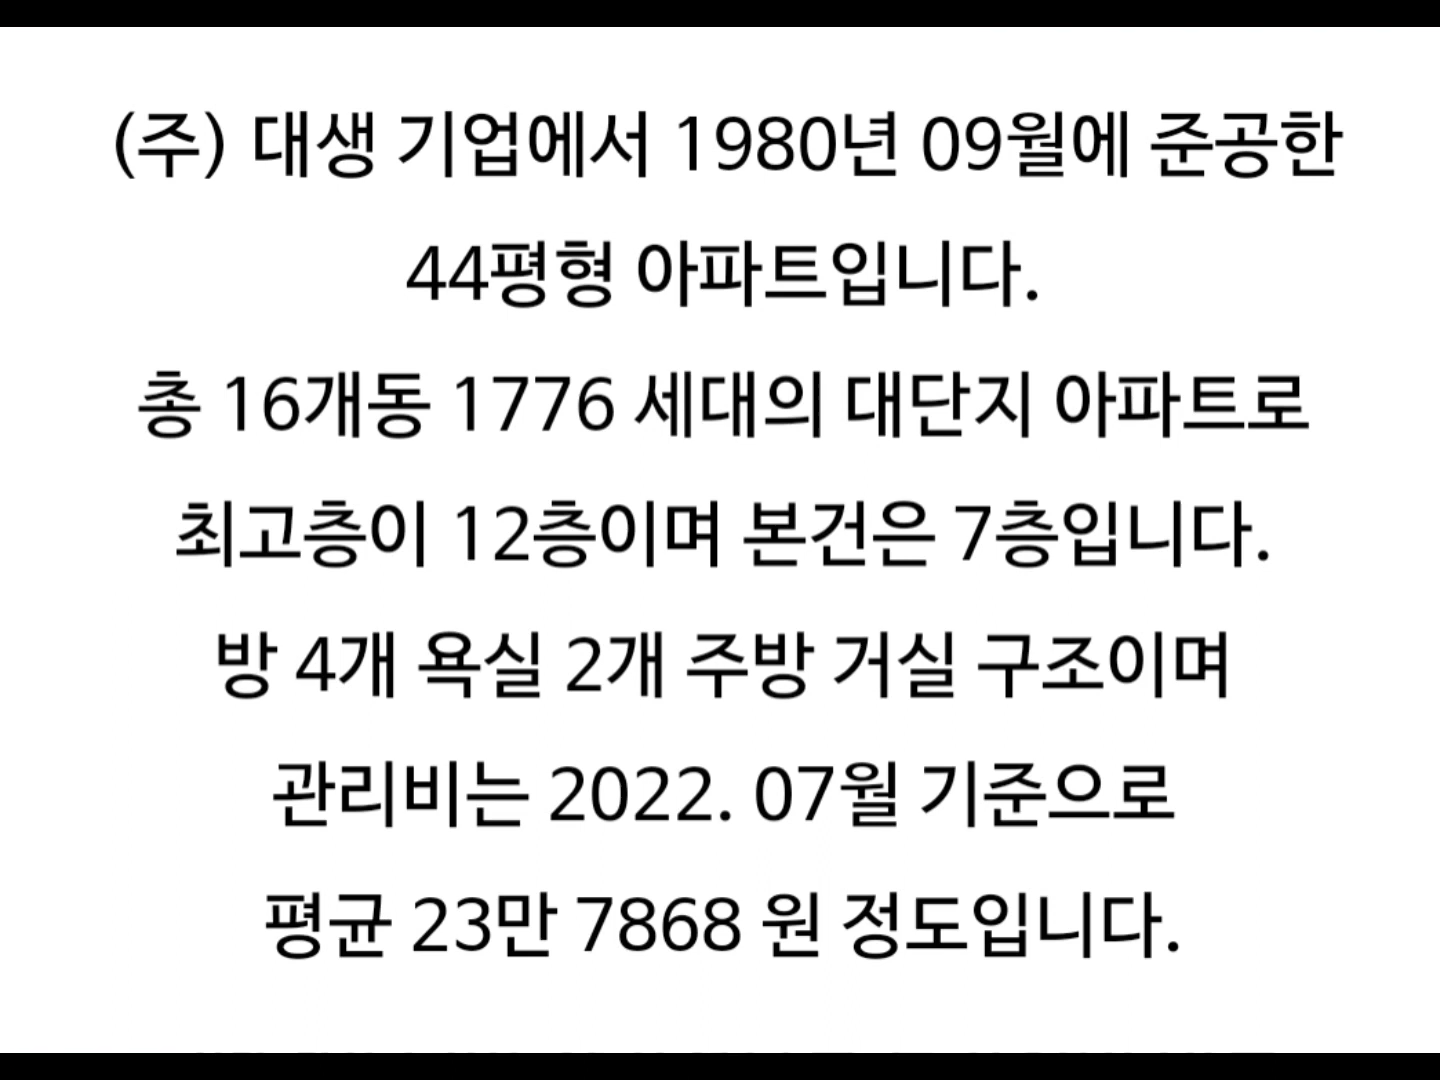 (주) 대생 기업에서 1980년 09월에 준공한
44평형 아파트입니다.
총 16개동 1776 세대의 대단지 아파트로
최고층이 12층이며 본건은 7층입니다.
방 4개 욕실 2개 주방 거실 구조이며
관리비는 2022. 07월 기준으로
평균 23만 7868 원 정도입니다.